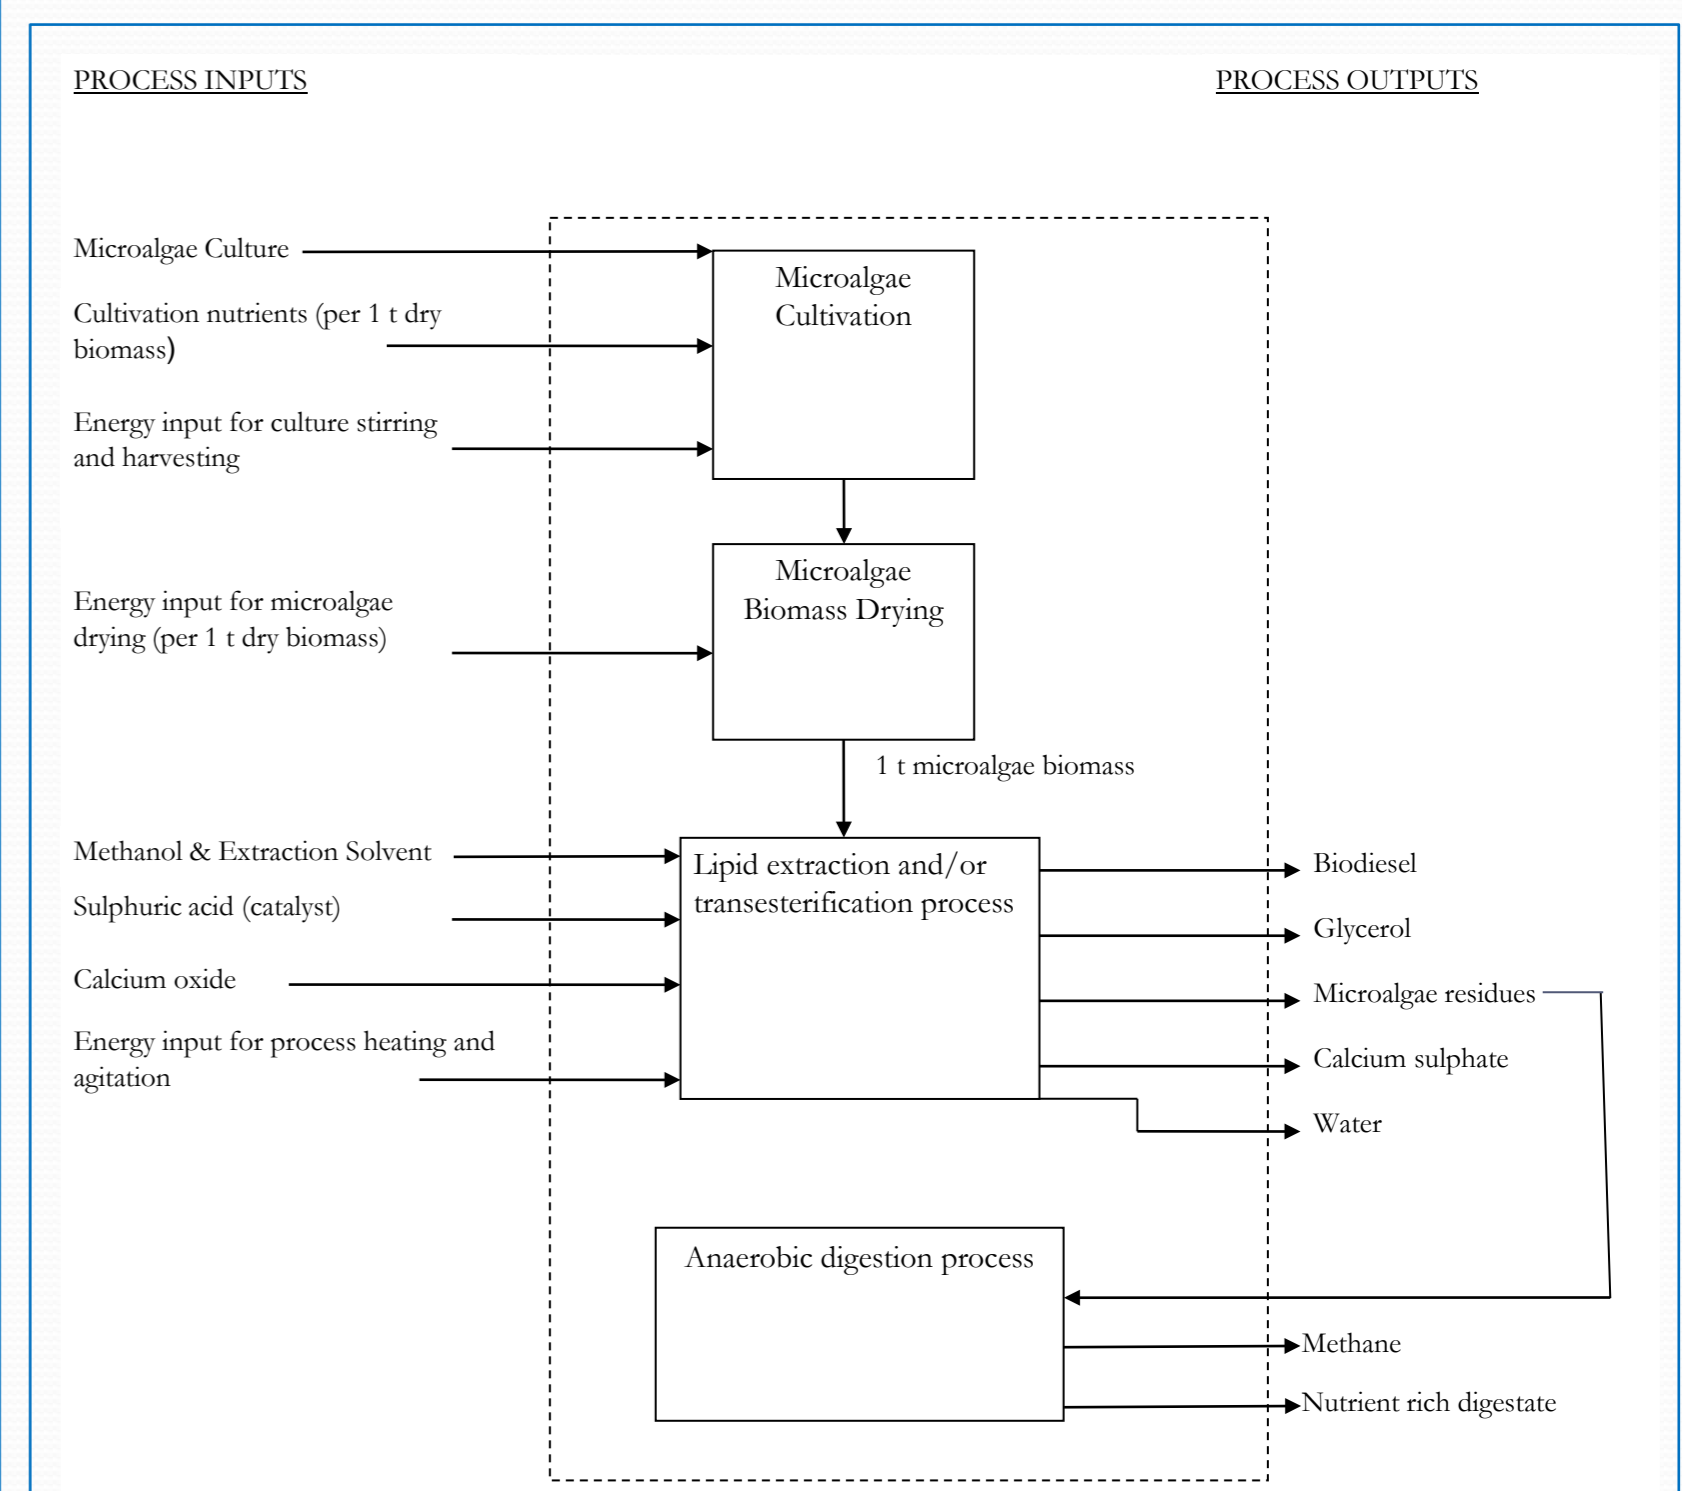 PROCESS INPUTS
PROCESS OUTPUTS
Microalgae Culture
Microalgae
Cultivation
Cultivation nutrients (per 1 t dry
biomass)
Energy input for culture stirring
and harvesting
Microalgae
Biomass Drying
Energy input for microalgae
drying (per 1 t dry biomass)
1 t microalgae biomass
Methanol & Extraction Solvent
Sulphuric acid (catalyst)
Calcium oxide
Energy input for process heating and
agitation
Lipid extraction and/or
transesterification process
Biodiesel
Glycerol
Microalgae residues
Calcium sulphate
Water
Anaerobic digestion process
Methane
Nutrient rich digestate